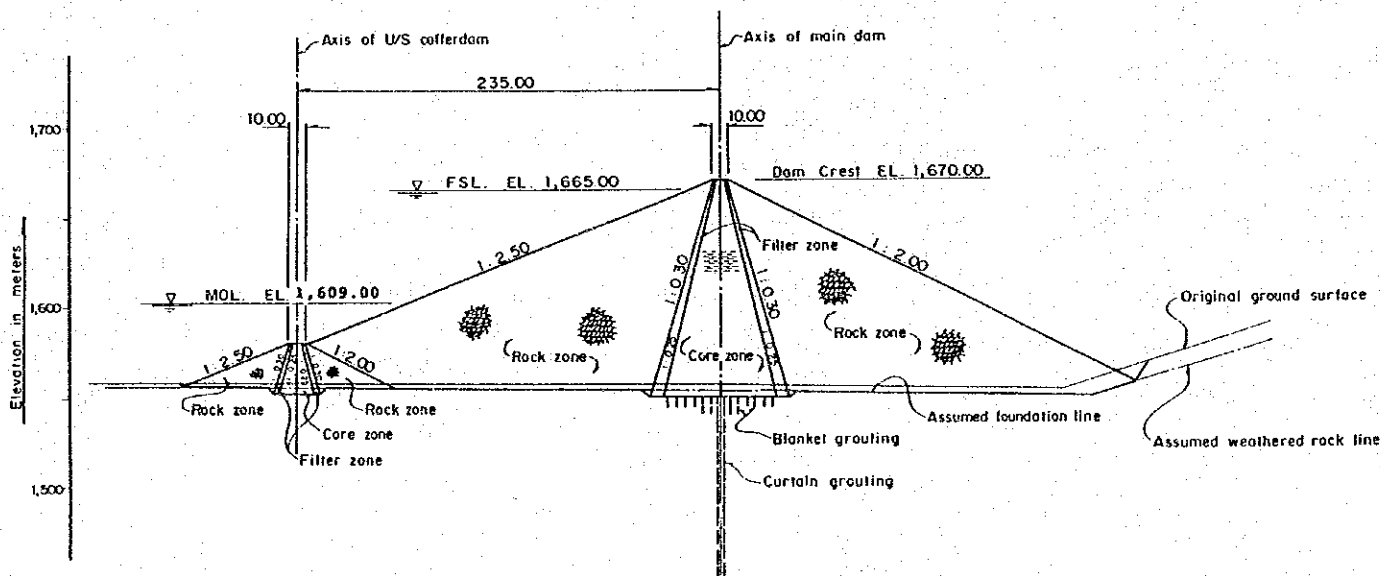 Axis of U/S cofferdam
Axis of main dam
235.00
1,700
10.00
10.00
FSL. EL. 1,665.00
Dam Crest EL. 1,670.00
Filter zone
1:2.50
1:2.00
1:0.30
1:0.30
MOL. EL 1,609.00
Elevation in meters
1,600
Original ground surface
1:2.50
1:2.00
(Rock zone)
(Core zone)
(Rock zone)
Rock zone
Rock zone
Core zone
Filter zone
Assumed foundation line
Blanket grouting
Assumed weathered rock line
1,500
Curtain grouting